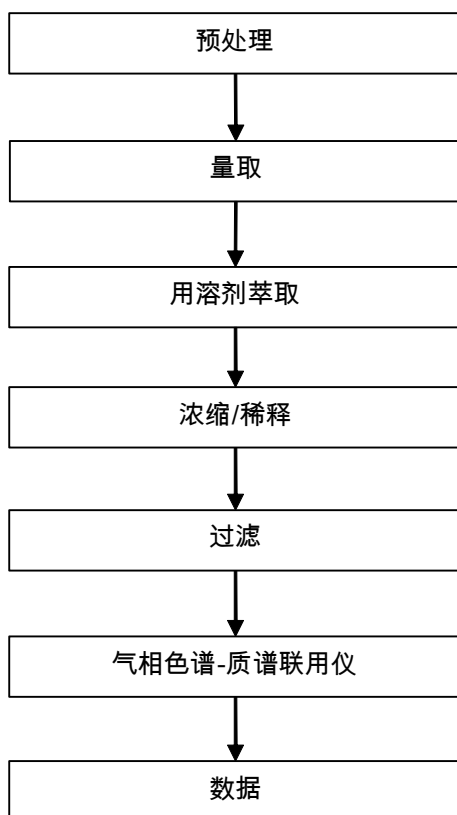 预处理
量取
用溶剂萃取
浓缩/稀释
过滤
气相色谱-质谱联用仪
数据